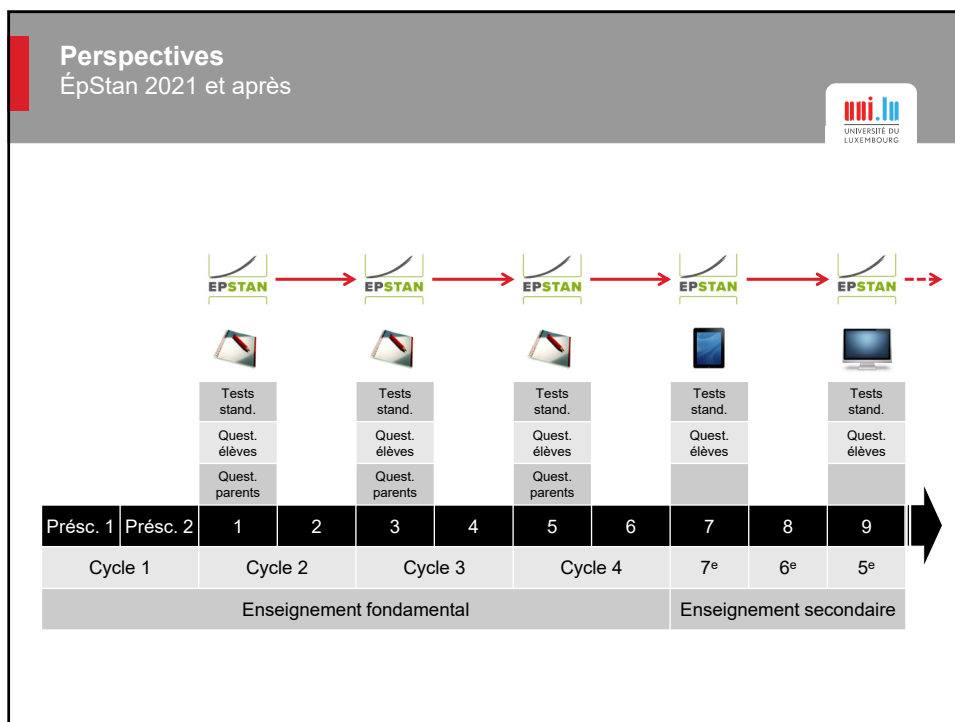 Perspectives
ÉpStan 2021 et après
uni.lu
UNIVERSITÉ DU
LUXEMBOURG
EPSTAN EPSTAN EPSTAN EPSTAN EPSTAN
Tests Tests Tests Tests Tests
stand. stand. stand. stand. stand.
Quest. Quest. Quest. Quest. Quest.
élèves élèves élèves élèves élèves
Quest. Quest. Quest.
parents parents parents
Présc. 1 Présc. 2 1 2 3 4 5 6 7 8 9
Cycle 1 Cycle 2 Cycle 3 Cycle 4 7e 6e 5e
Enseignement fondamental Enseignement secondaire